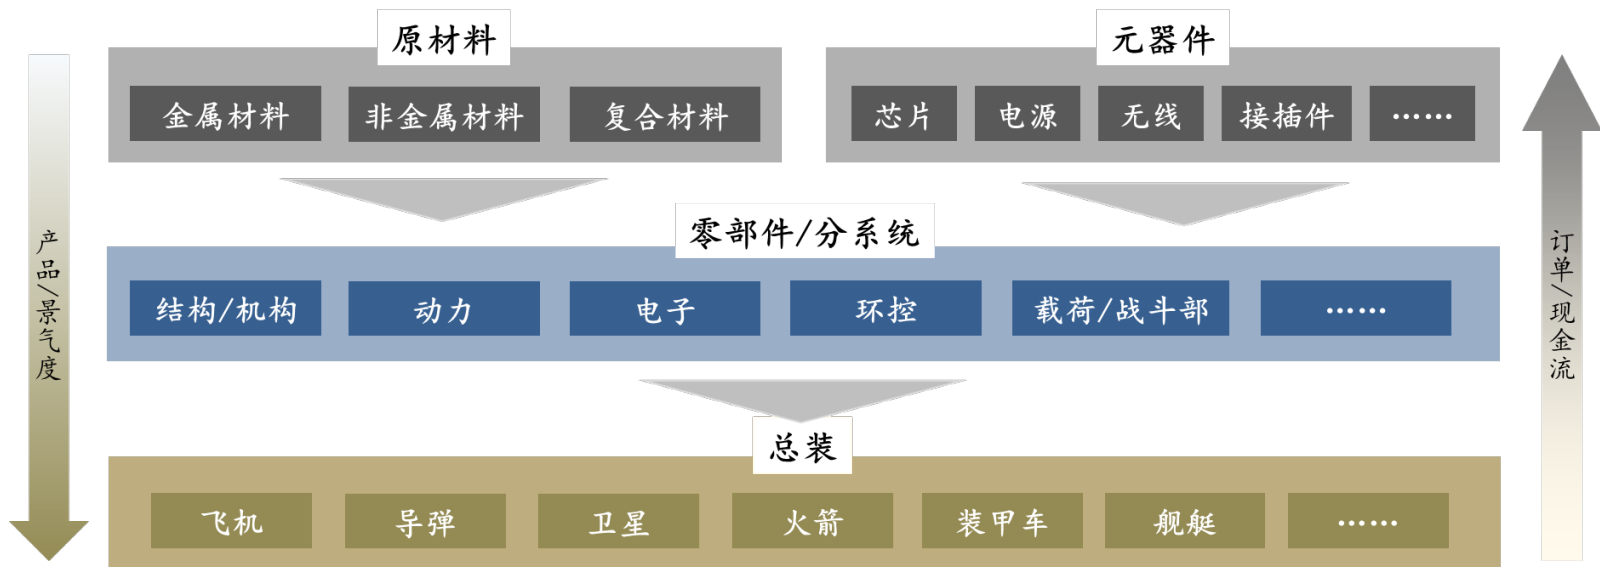 原材料
元器件
金属材料
非金属材料
复合材料
芯片
电源
无线
接插件
……
产品/景气度
订单/现金流
零部件/分系统
结构/机构
动力
电子
环控
载荷/战斗部
……
总装
飞机
导弹
卫星
火箭
装甲车
舰艇
……